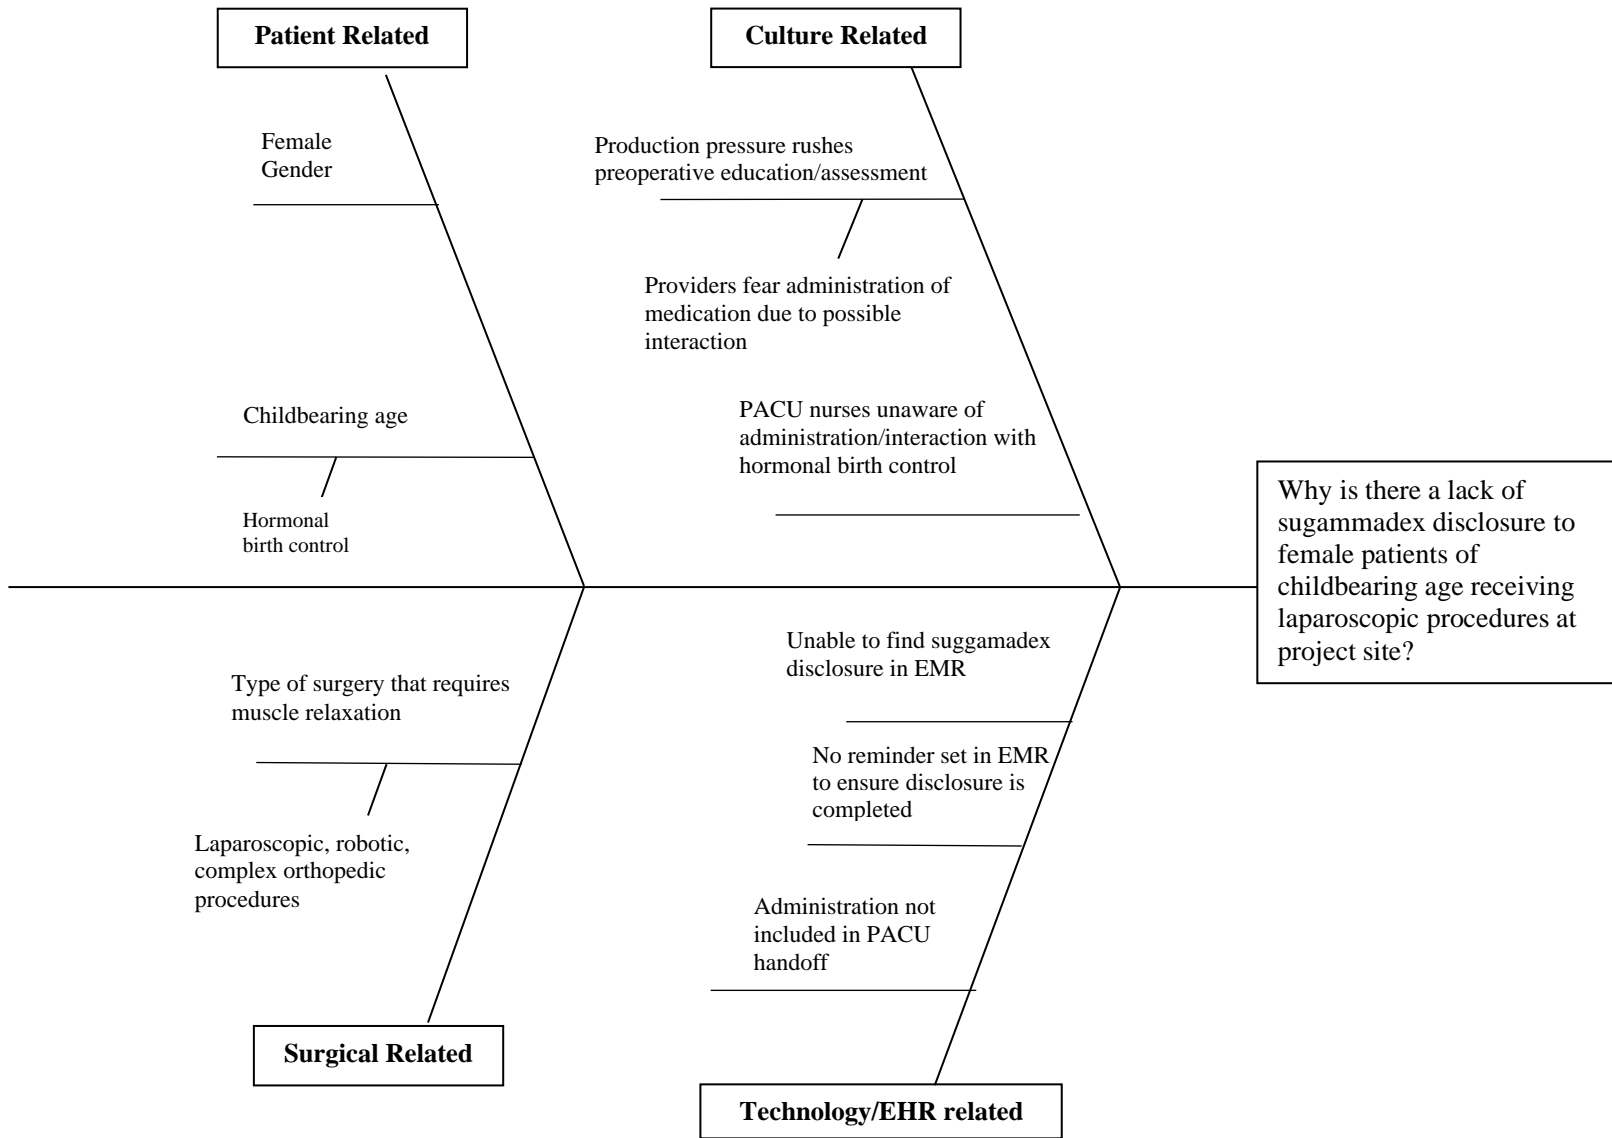 Patient Related
Culture Related
Female
Gender
Production pressure rushes
preoperative education/assessment
Providers fear administration of
medication due to possible
interaction
Childbearing age
PACU nurses unaware of
administration/interaction with
hormonal birth control
Hormonal
birth control
Why is there a lack of
sugammadex disclosure to
female patients of
childbearing age receiving
laparoscopic procedures at
project site?
Unable to find suggamadex
disclosure in EMR
Type of surgery that requires
muscle relaxation
No reminder set in EMR
to ensure disclosure is
completed
Laparoscopic, robotic,
complex orthopedic
procedures
Administration not
included in PACU
handoff
Surgical Related
Technology/EHR related